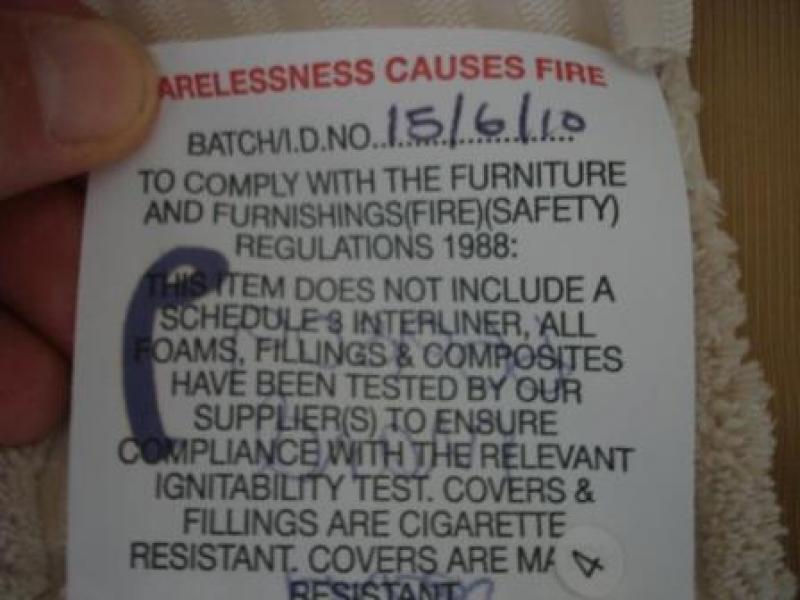 ARELESSNESS CAUSES FIRE
BATCH/I.D.NO...15/6/10
TO COMPLY WITH THE FURNITURE
AND FURNISHINGS(FIRE)(SAFETY)
REGULATIONS 1988:
THIS ITEM DOES NOT INCLUDE A
SCHEDULE 3 INTERLINER, ALL
FOAMS, FILLINGS & COMPOSITES
HAVE BEEN TESTED BY OUR
SUPPLIER(S) TO ENSURE
COMPLIANCE WITH THE RELEVANT
IGNITABILITY TEST. COVERS &
FILLINGS ARE CIGARETTE
RESISTANT. COVERS ARE MA 4
RESISTANT